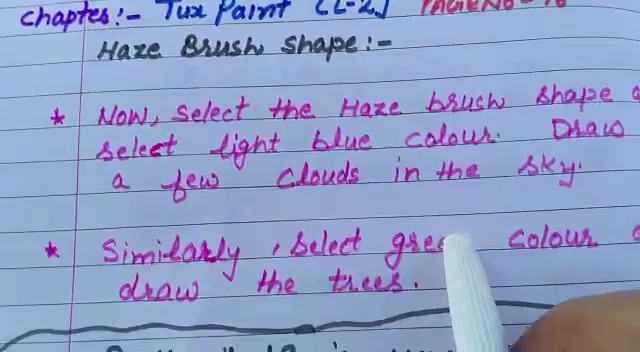 Chapter:- Tux Paint (L-2)
Haze Brush Shape:-
* Now, select the Haze brush shape
select light blue colour. Draw
a few clouds in the sky.
* Similarly, select colour
draw the trees.